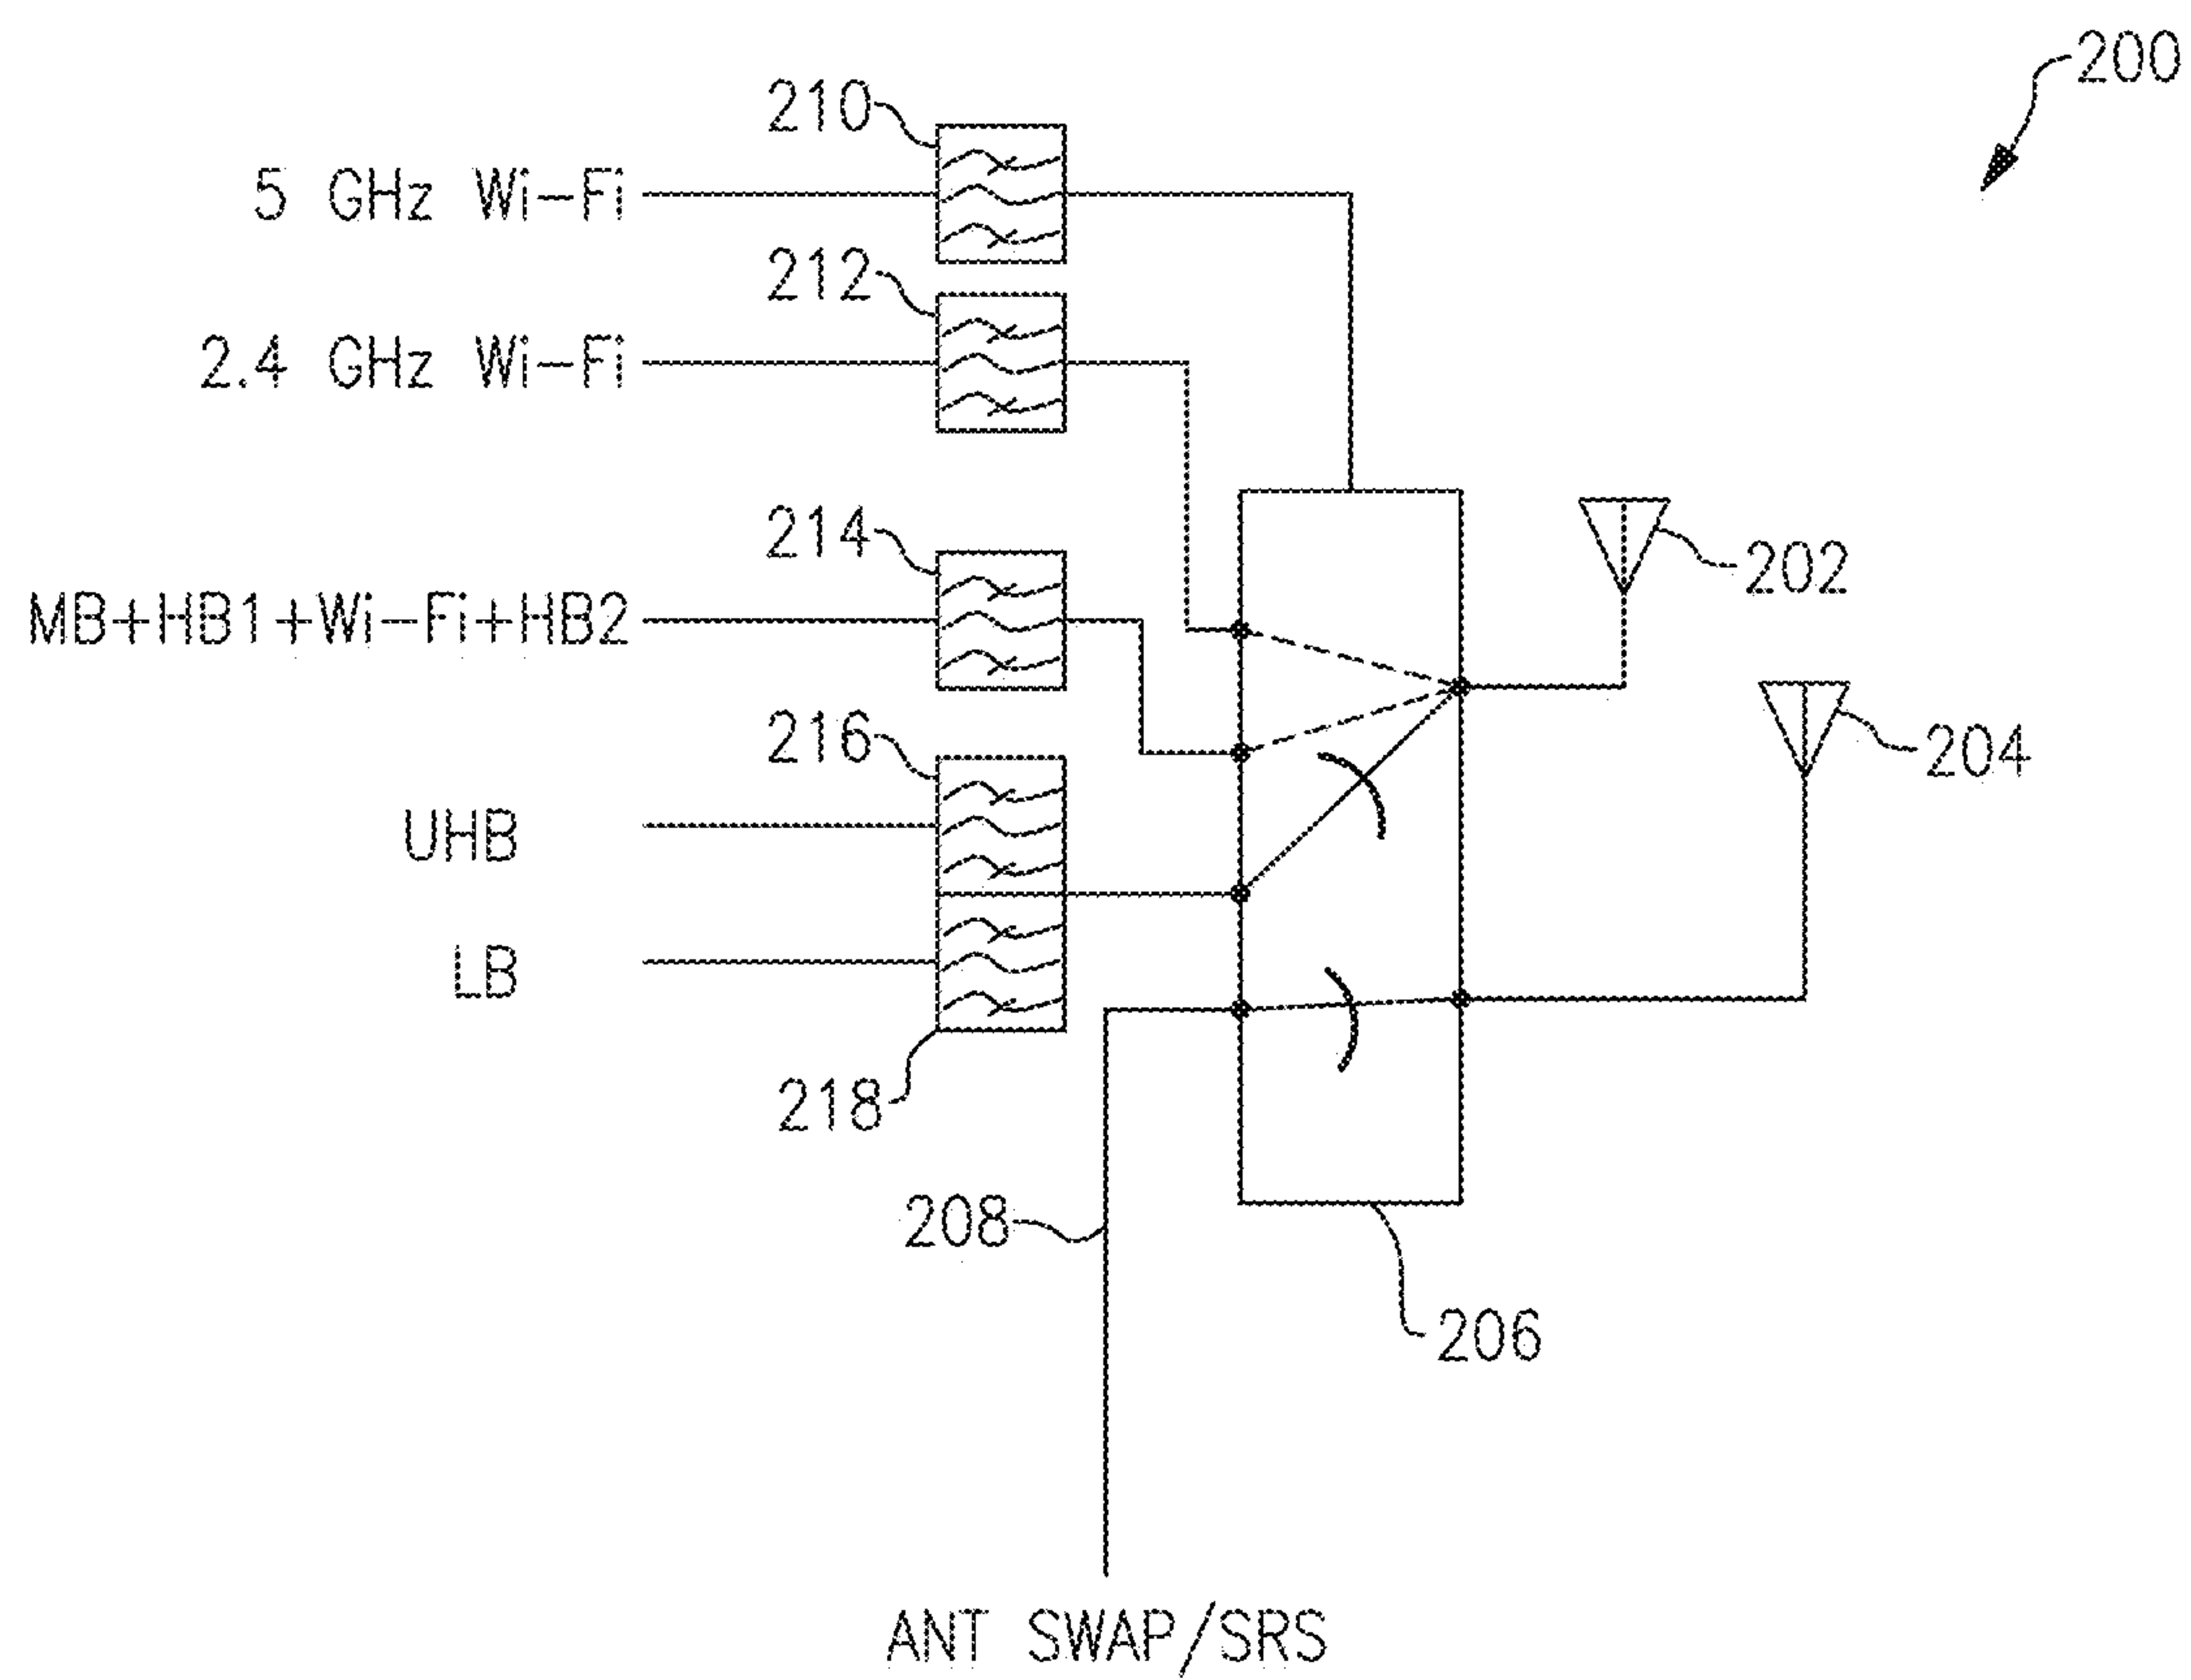 200
210
5 GHz Wi-Fi
212
2.4 GHz Wi-Fi
214
202
MB+HB1+Wi-Fi+HB2
216
204
UHB
LB
218
208
206
ANT SWAP/SRS